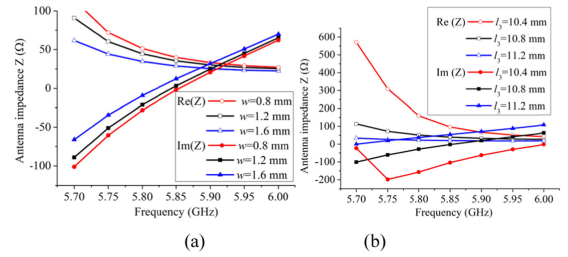 100
50
0
-50
-100
Antenna impedance Z (Ω)
Re(Z) w=0.8 mm
w=1.2 mm
w=1.6 mm
Im(Z) w=0.8 mm
w=1.2 mm
w=1.6 mm
5.70 5.75 5.80 5.85 5.90 5.95 6.00
Frequency (GHz)
(a)
600
500
400
300
200
100
0
-100
-200
Antenna impedance Z (Ω)
Re (Z) l3=10.4 mm
l3=10.8 mm
l3=11.2 mm
Im (Z) l3=10.4 mm
l3=10.8 mm
l3=11.2 mm
5.70 5.75 5.80 5.85 5.90 5.95 6.00
Frequency (GHz)
(b)